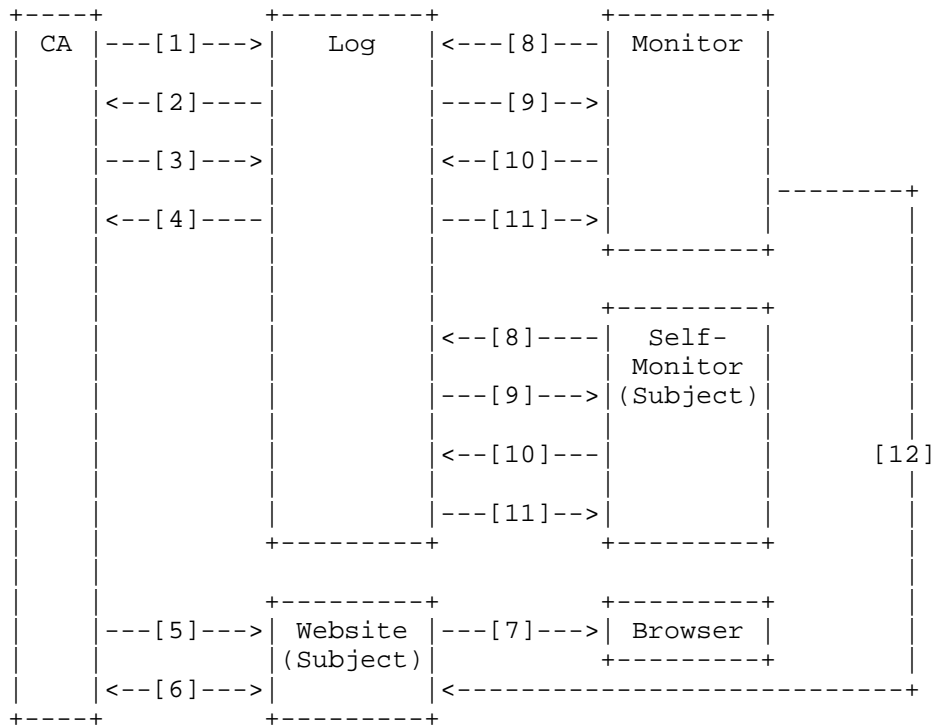 +----+          +---------+          +---------+
| CA |---[1]--->|   Log   |<---[8]---| Monitor |
|    |          |         |          |         |
|    |<--[2]----|         |----[9]-->|         |
|    |          |         |          |         |
|    |---[3]--->|         |<--[10]---|         |
|    |          |         |          |         |--------+
|    |<--[4]----|         |---[11]-->|         |        |
|    |          |         |          +---------+        |
|    |          |         |                             |
|    |          |         |          +---------+        |
|    |          |         |<--[8]----|  Self-  |        |
|    |          |         |          | Monitor |        |
|    |          |         |---[9]--->|(Subject)|        |
|    |          |         |          |         |        |
|    |          |         |<--[10]---|         |      [12]
|    |          |         |          |         |        |
|    |          |         |---[11]-->|         |        |
|    |          +---------+          +---------+        |
|    |                                                  |
|    |          +---------+          +---------+        |
|    |---[5]--->| Website |---[7]--->| Browser |        |
|    |          |(Subject)|          +---------+        |
|    |<--[6]--->|         |<----------------------------+
+----+          +---------+